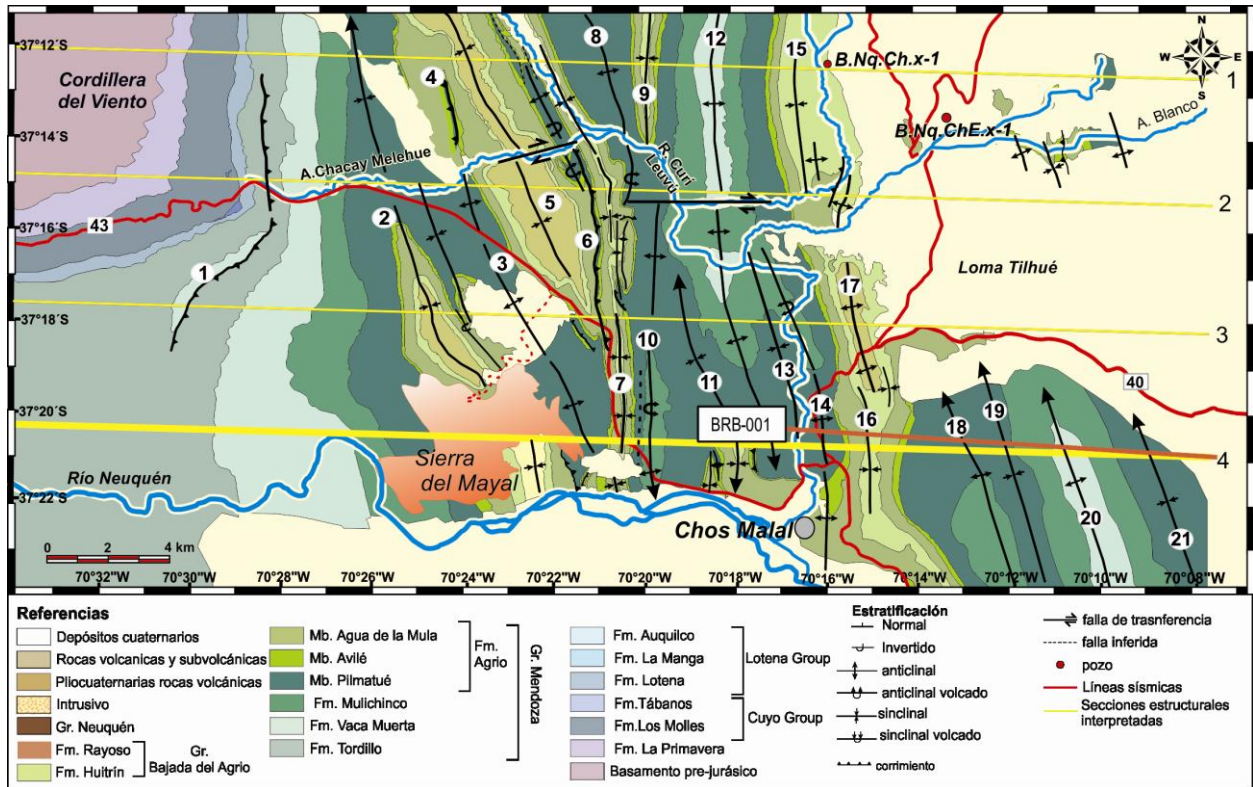 37°12´S
37°14´S
37°16´S
37°18´S
37°20´S
37°22´S
Cordillera
del Viento
43
A.Chacay Melehue
R. Curi
Leuvú
1
2
3
4
5
6
7
8
9
10
11
12
13
14
15
16
17
18
19
20
21
B.Nq.Ch.x-1
B.Nq.ChE.x-1
A. Blanco
N
W
E
S
1
2
3
4
Loma Tilhué
40
BRB-001
Sierra
del Mayal
Río Neuquén
Chos Malal
0 2 4 km
70°32"W 70°30"W 70°28"W 70°26"W 70°24"W 70°22"W 70°20"W 70°18"W 70°16"W 70°14"W 70°12"W 70°10"W 70°08"W
Referencias
Depósitos cuaternarios
Rocas volcanicas y subvolcánicas
Pliocuaternarias rocas volcánicas
Intrusivo
Gr. Neuquén
Fm. Rayoso
Fm. Huitrín
Gr.
Bajada del Agrio
Mb. Agua de la Mula
Mb. Avilé
Mb. Pilmatué
Fm. Mulichinco
Fm. Vaca Muerta
Fm. Tordillo
Fm.
Agrio
Gr. Mendoza
Fm. Auquilco
Fm. La Manga
Fm. Lotena
Fm.Tábanos
Fm.Los Molles
Fm. La Primavera
Basamento pre-jurásico
Lotena Group
Cuyo Group
Estratificación
Normal
Invertido
anticlinal
anticlinal volcado
sinclinal
sinclinal volcado
corrimiento
falla de trasnferencia
falla inferida
pozo
Líneas sísmicas
Secciones estructurales
interpretadas